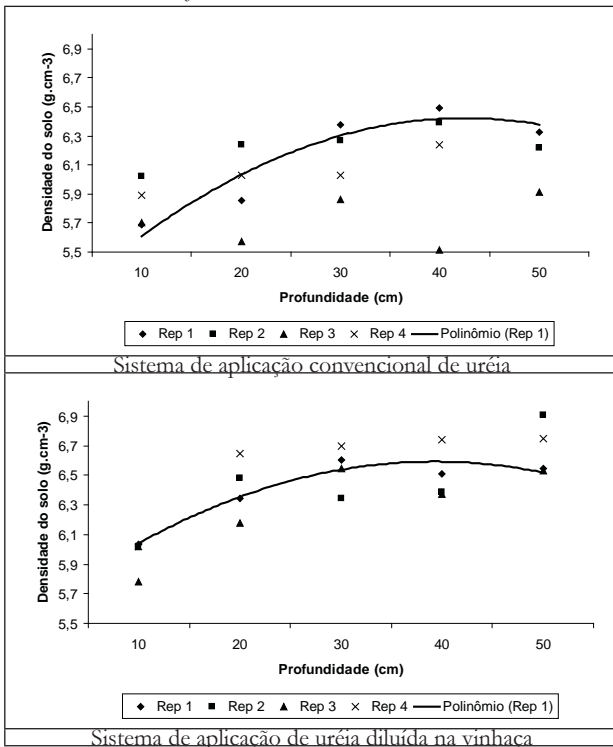 6,9
6,7
6,5
6,3
6,1
5,9
5,7
5,5
Densidade do solo (g.cm-3)
10 20 30 40 50
Profundidade (cm)
Rep 1 Rep 2 Rep 3 Rep 4 Polinômio (Rep 1)
Sistema de aplicação convencional de uréia
6,9
6,7
6,5
6,3
6,1
5,9
5,7
5,5
Densidade do solo (g.cm-3)
10 20 30 40 50
Profundidade (cm)
Rep 1 Rep 2 Rep 3 Rep 4 Polinômio (Rep 1)
Sistema de aplicação de uréia diluída na vinhaça